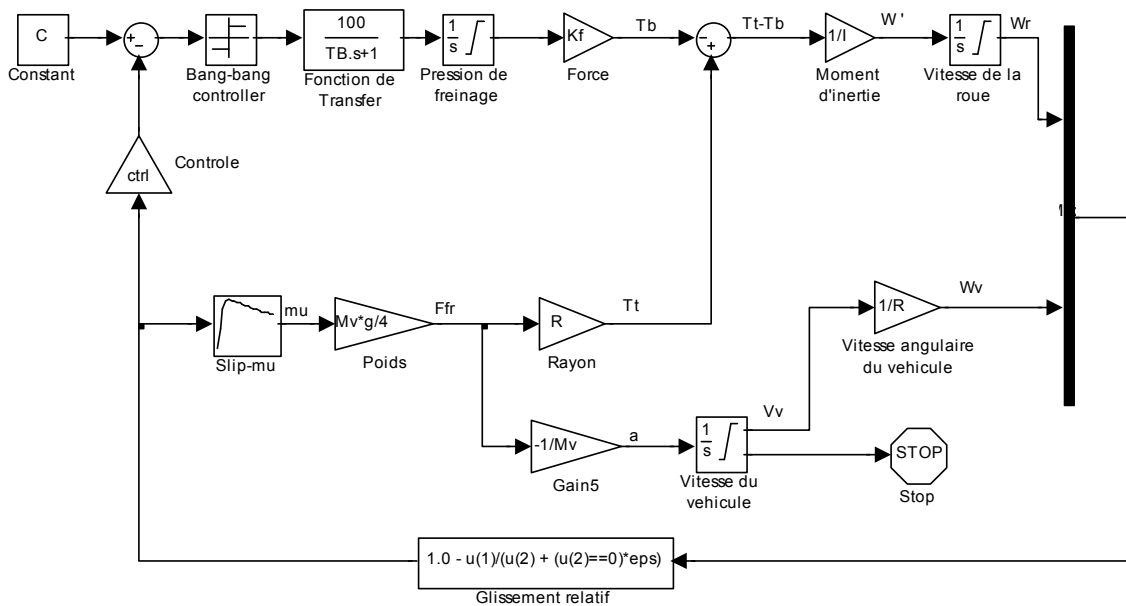 C
Constant
Bang-bang
controller
100
TB.s+1
Fonction de
Transfer
1
s
Pression de
freinage
Kf
Force
Tb
Tt-Tb
1/I
Moment
d'inertie
W '
1
s
Wr
Vitesse de la
roue
ctrl
Controle
Slip-mu
mu
Mv*g/4
Poids
Ffr
R
Rayon
Tt
1/R
Wv
Vitesse angulaire
du vehicule
-1/Mv
Gain5
a
1
s
Vv
Vitesse du
vehicule
STOP
Stop
1.0 - u(1)/(u(2) + (u(2)==0)*eps)
Glissement relatif